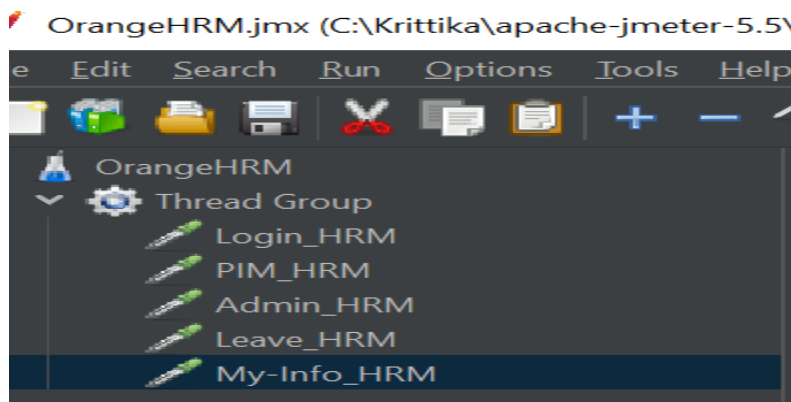 OrangeHRM.jmx (C:\Krittika\apache-jmeter-5.5\
e Edit Search Run Options Tools Help
OrangeHRM
Thread Group
Login_HRM
PIM_HRM
Admin_HRM
Leave_HRM
My-Info_HRM